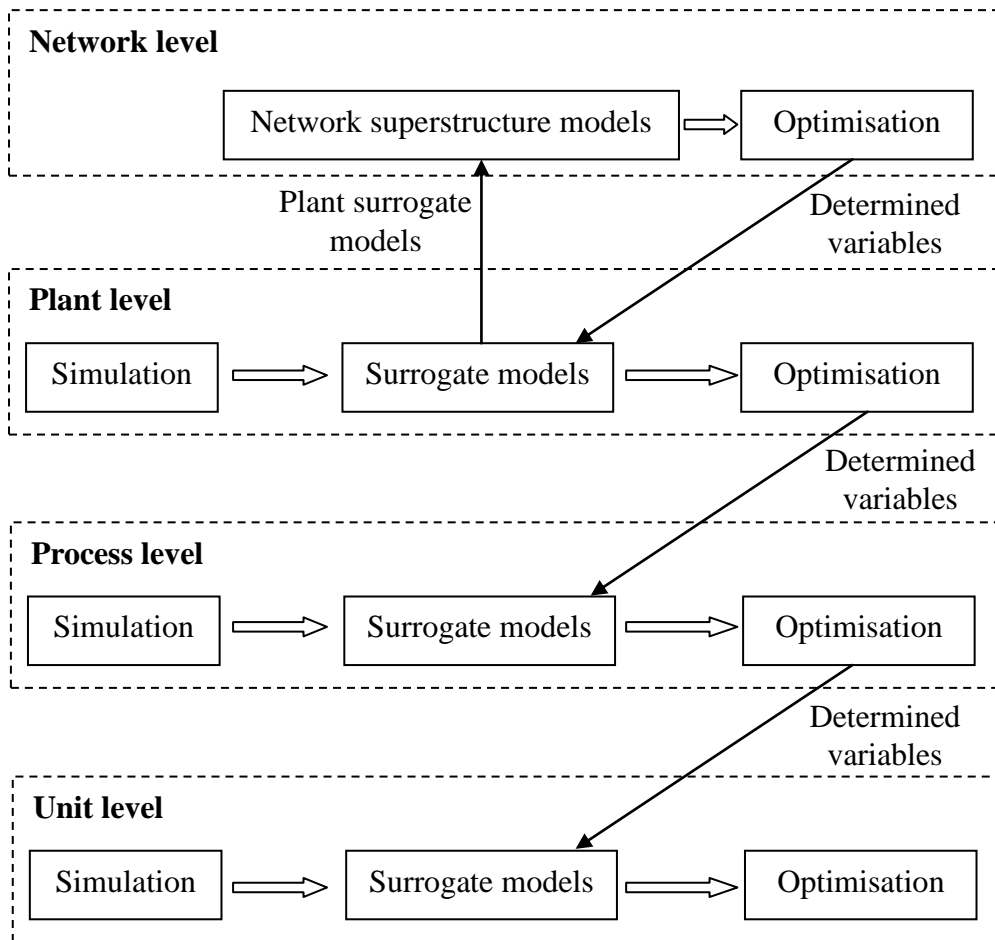 Network level
Network superstructure models
Optimisation
Plant surrogate
models
Determined
variables
Plant level
Simulation
Surrogate models
Optimisation
Determined
variables
Process level
Simulation
Surrogate models
Optimisation
Determined
variables
Unit level
Simulation
Surrogate models
Optimisation